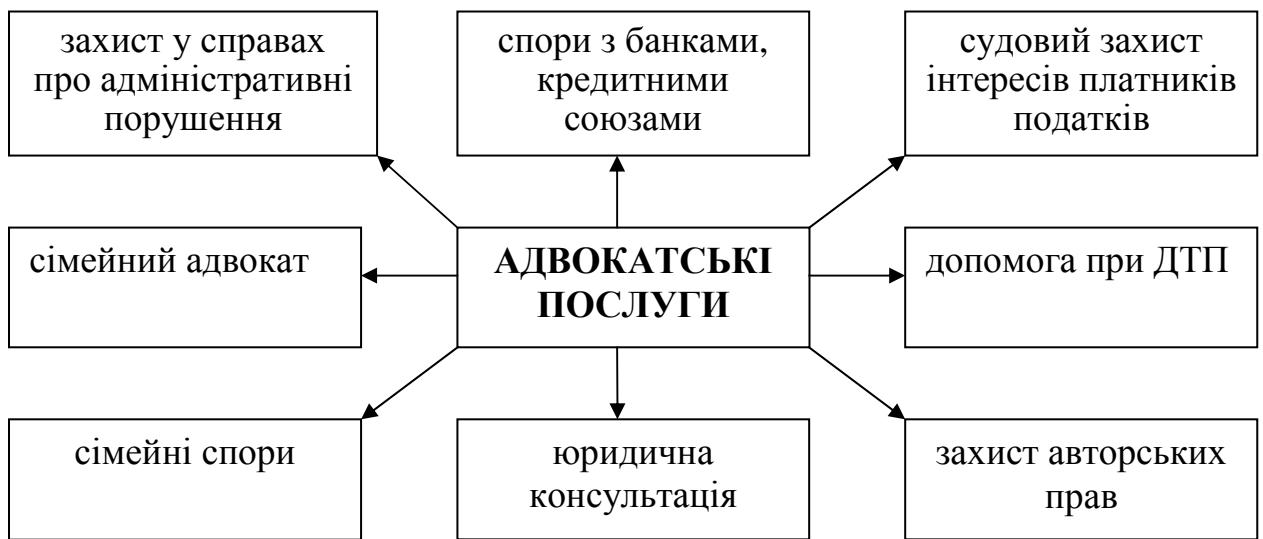 захист у справах
про адміністративні
порушення
спори з банками,
кредитними
союзами
судовий захист
інтересів платників
податків
сімейний адвокат
АДВОКАТСЬКІ
ПОСЛУГИ
допомога при ДТП
сімейні спори
юридична
консультація
захист авторських
прав